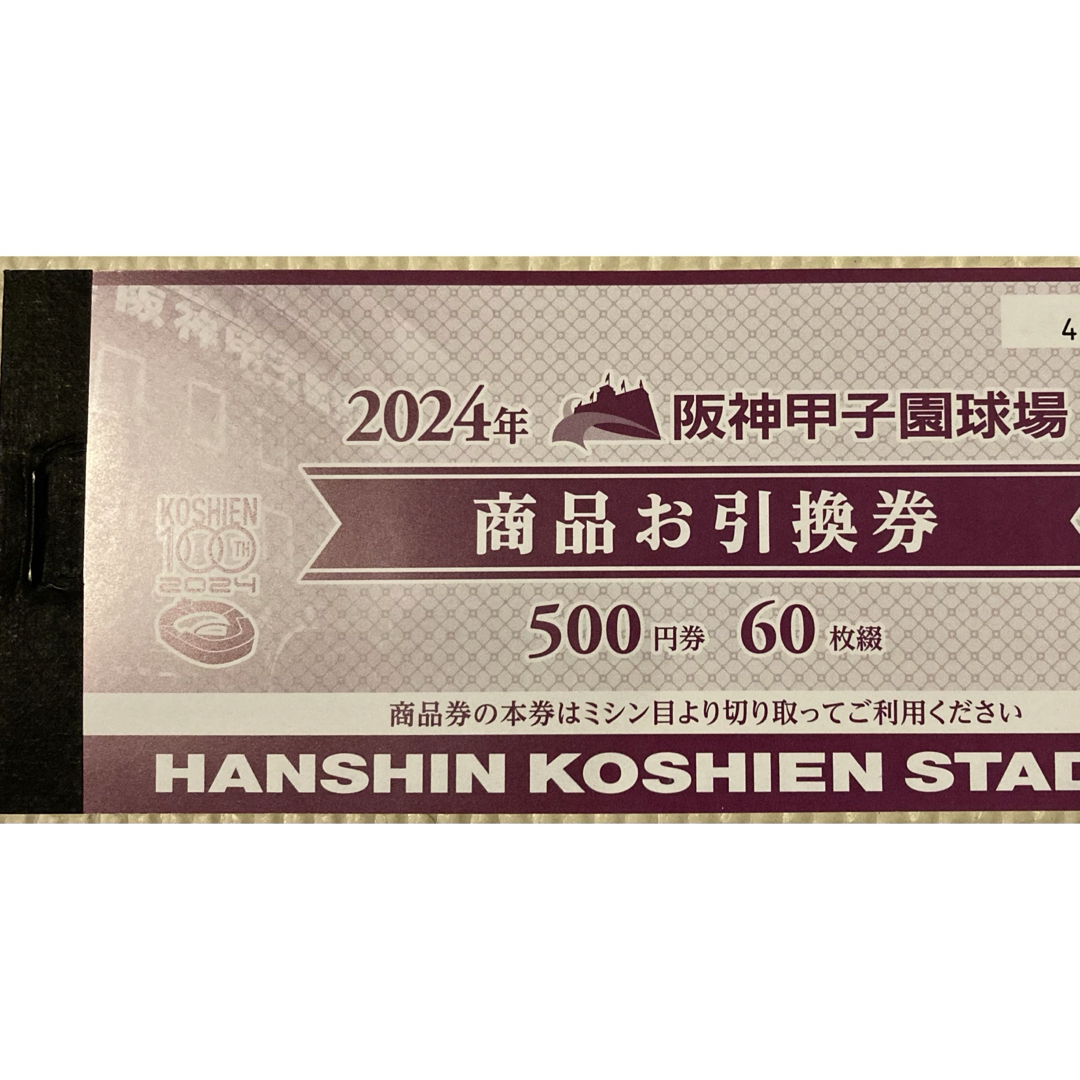 阪神甲子園
4
2024年 阪神甲子園球場
商品お引換券
KOSHIEN
100TH
2024
500円券 60枚綴
商品券の本券はミシン目より切り取ってご利用ください
HANSHIN KOSHIEN STAD